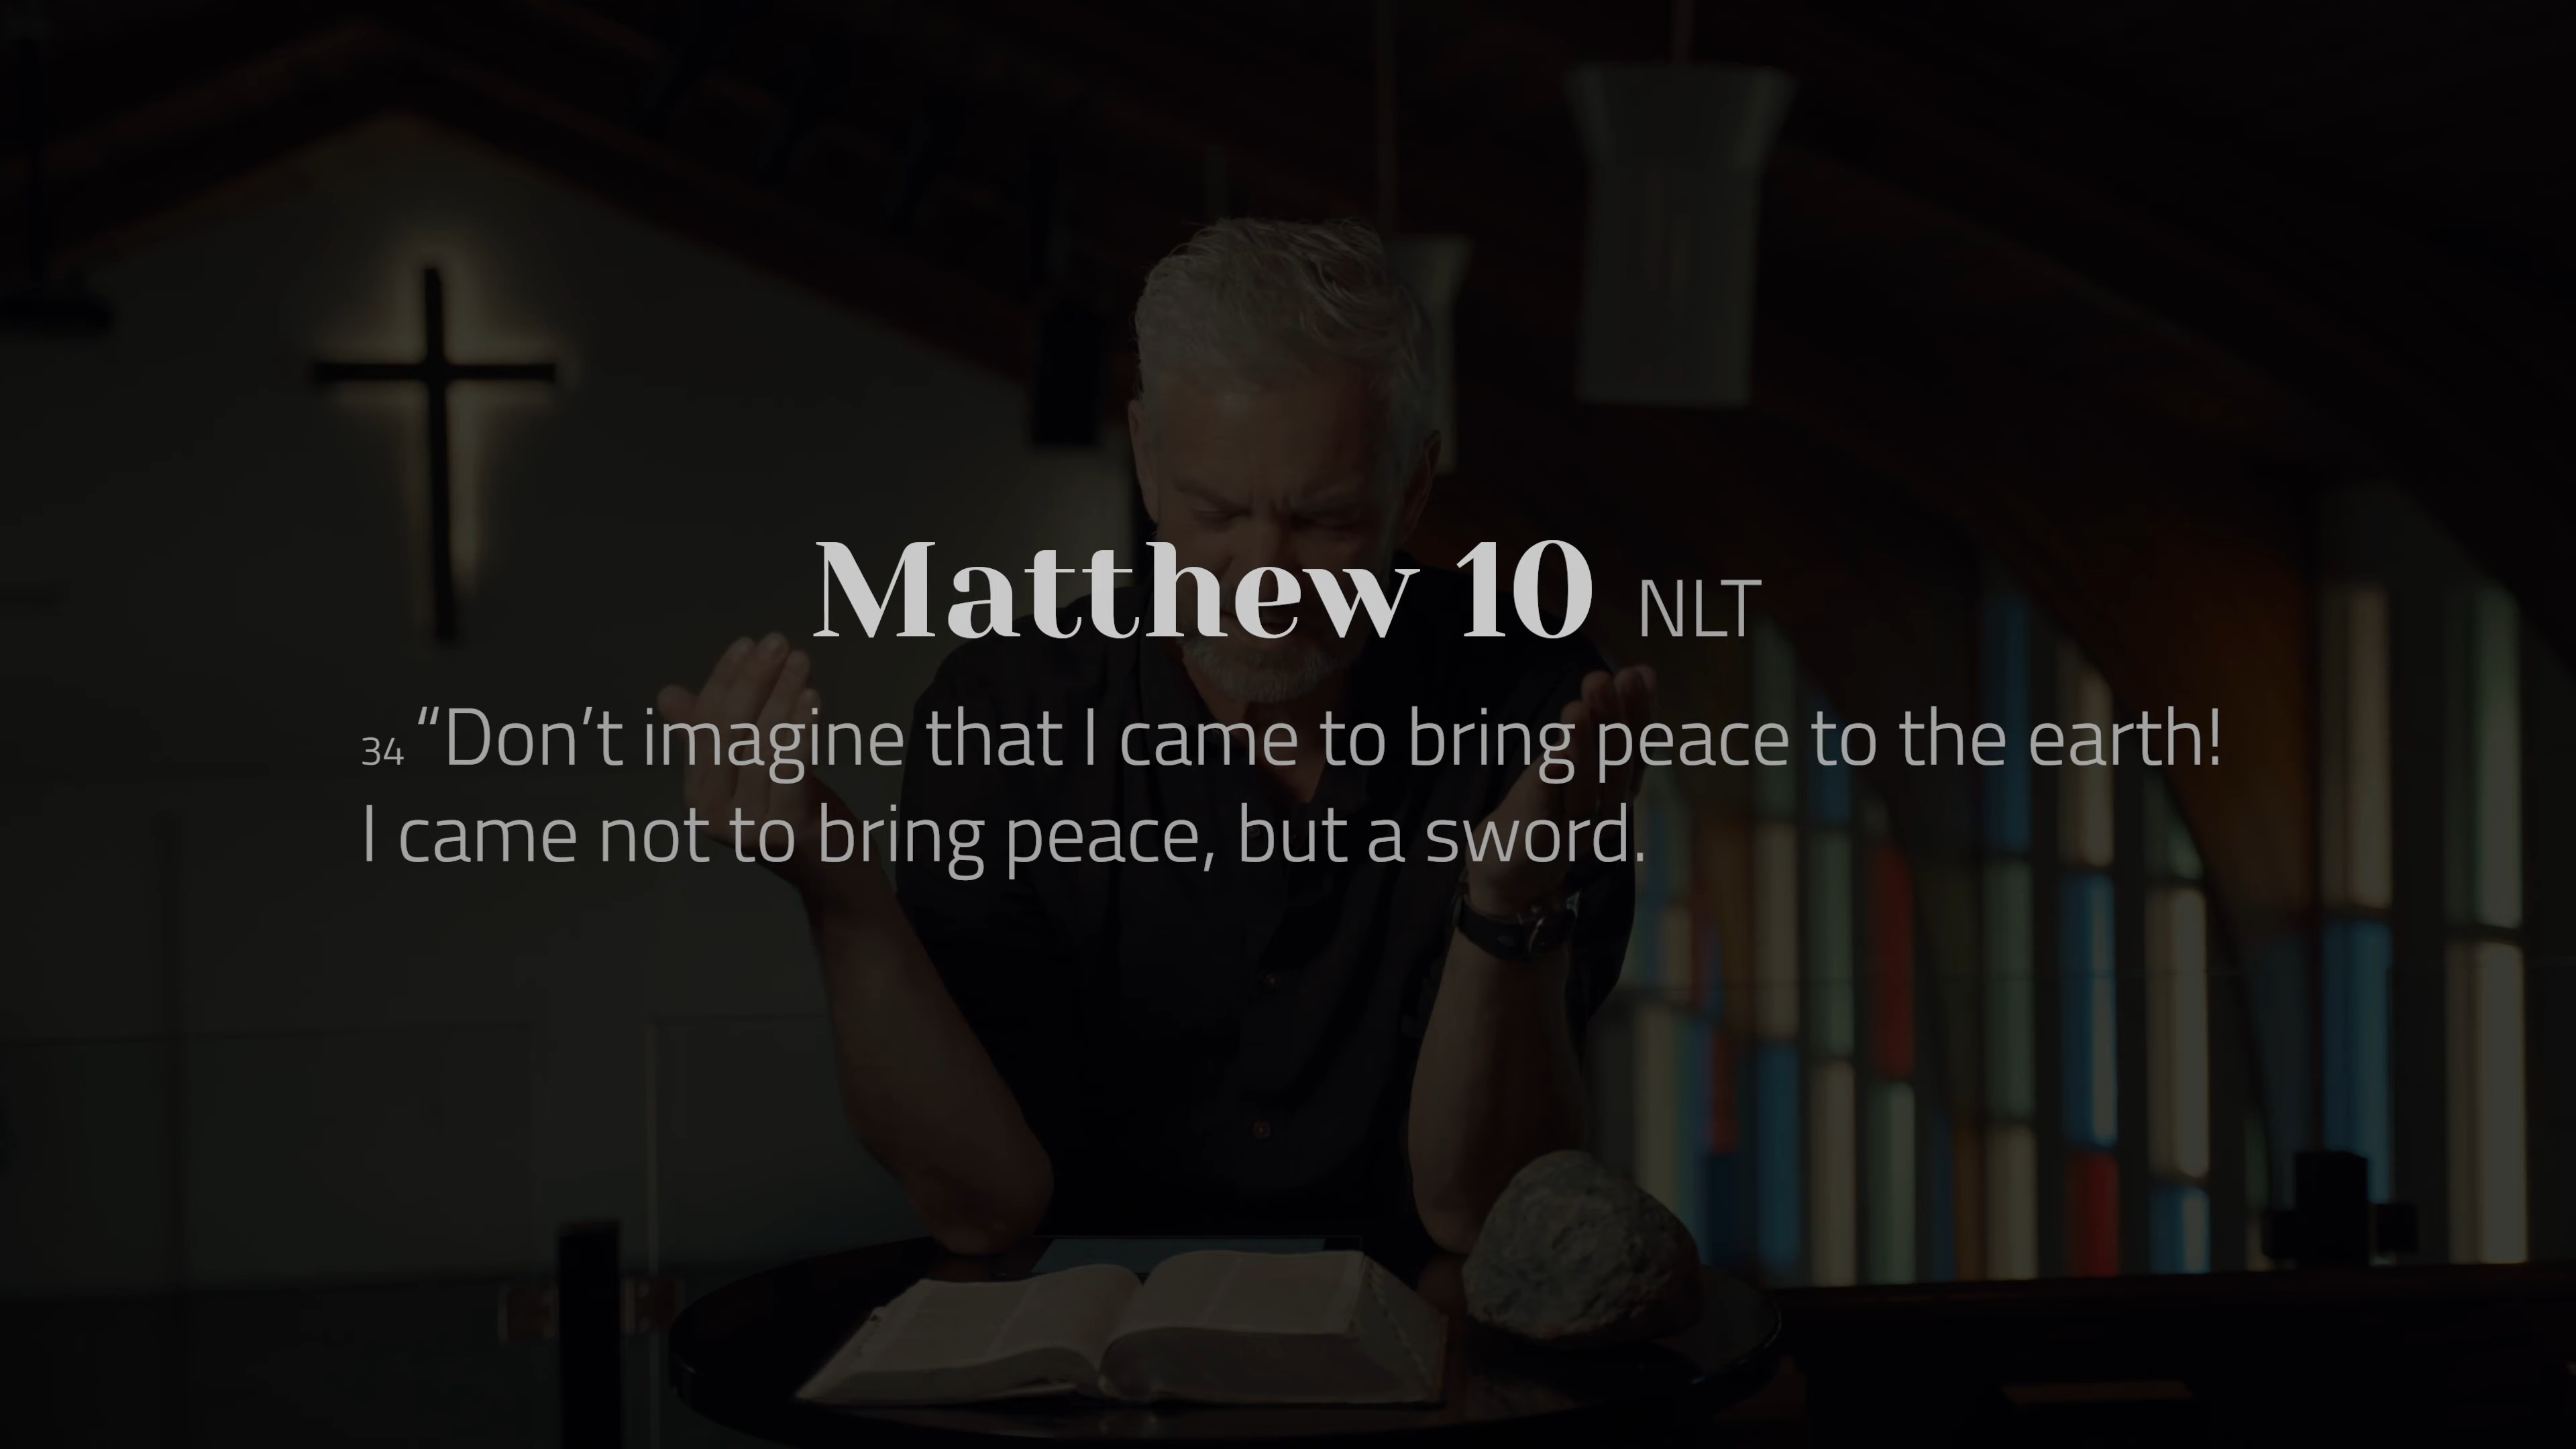 Matthew 10 NLT
34 “Don’t imagine that I came to bring peace to the earth!
I came not to bring peace, but a sword.